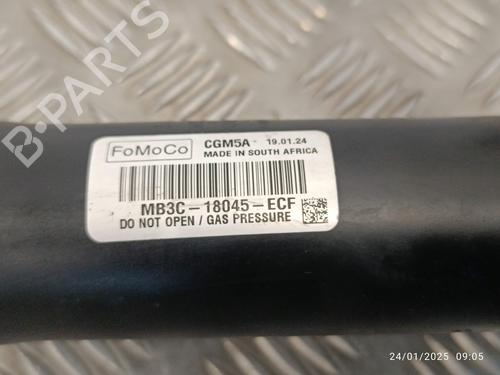 FoMoCo CGM5A 19.01.24
MADE IN SOUTH AFRICA
MB3C-18045-ECF
DO NOT OPEN / GAS PRESSURE
B-PARTS
24/01/2025 09:05